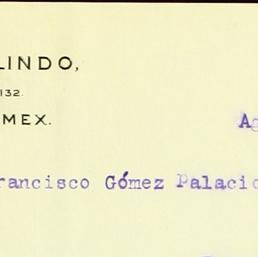 LINDO,
132.
MEX.
Ag
rancisco Gómez Palacio